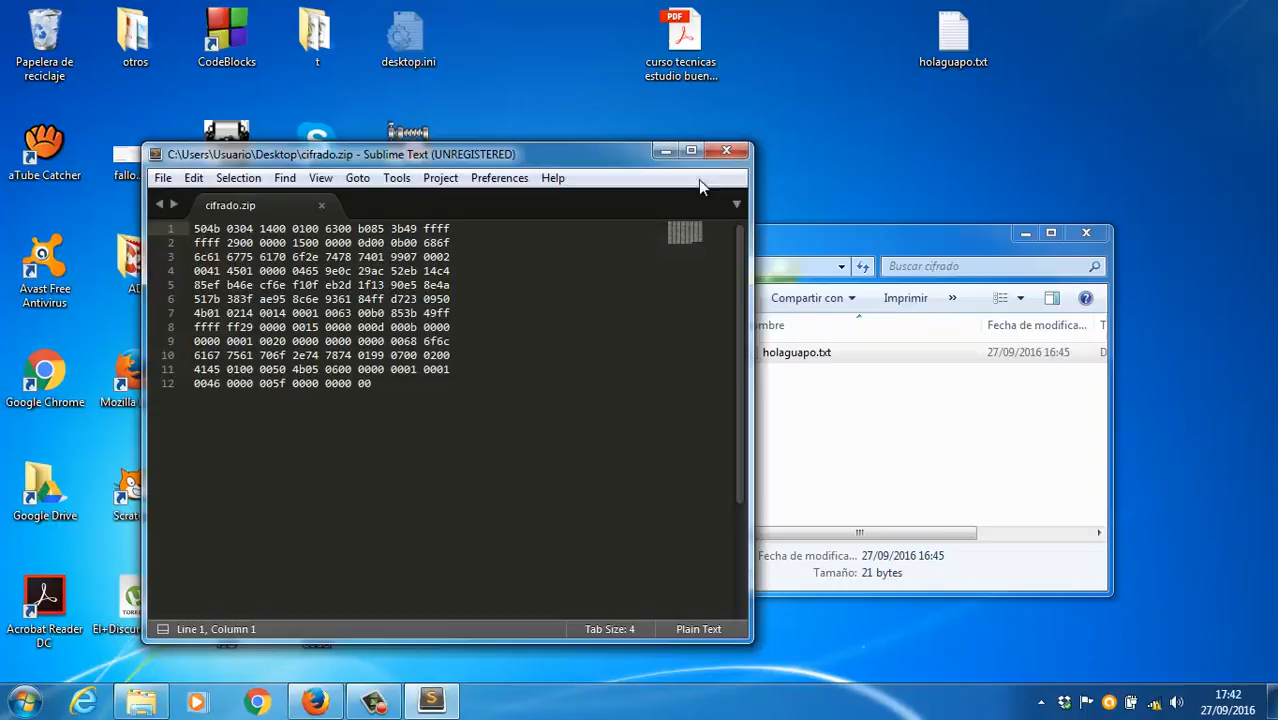 Papelera de
reciclaje
otros
CodeBlocks
t
desktop.ini
PDF
curso tecnicas
estudio buen...
holaguapo.txt
aTube Catcher
fallo.
C:\Users\Usuario\Desktop\cifrado.zip - Sublime Text (UNREGISTERED)
File Edit Selection Find View Goto Tools Project Preferences Help
cifrado.zip
1 504b 0304 1400 0100 6300 b085 3b49 ffff
2 ffff 2900 0000 1500 0000 0d00 0b00 686f
3 6c61 6775 6170 6f2e 7478 7401 9907 0002
4 0041 4503 0000 0465 9e0c 29ac 52eb 14c4
5 85ef b46e cf6e f10f eb2d 1f13 90e5 8e4a
6 517b 383f ae95 8c6e 9361 84ff d723 0950
7 4b01 0214 0014 0001 0063 00b0 853b 49ff
8 ffff ff29 0000 0015 0000 000d 000b 0000
9 0000 0001 0020 0000 0000 0000 0068 6f6c
10 6167 7561 706f 2e74 7874 0199 0700 0200
11 4145 0100 0050 4b05 0600 0000 0001 0001
12 0046 0000 005f 0000 0000 00
Line 1, Column 1
Tab Size: 4
Plain Text
Buscar cifrado
Compartir con
Imprimir
»
mbre
Fecha de modifica...
T
holaguapo.txt
27/09/2016 16:45
D
Fecha de modifica... 27/09/2016 16:45
Tamaño: 21 bytes
Avast Free
Antivirus
AD
Google Chrome
Mozilla
Google Drive
Scrat
Acrobat Reader
DC
El+Discur
17:42
27/09/2016